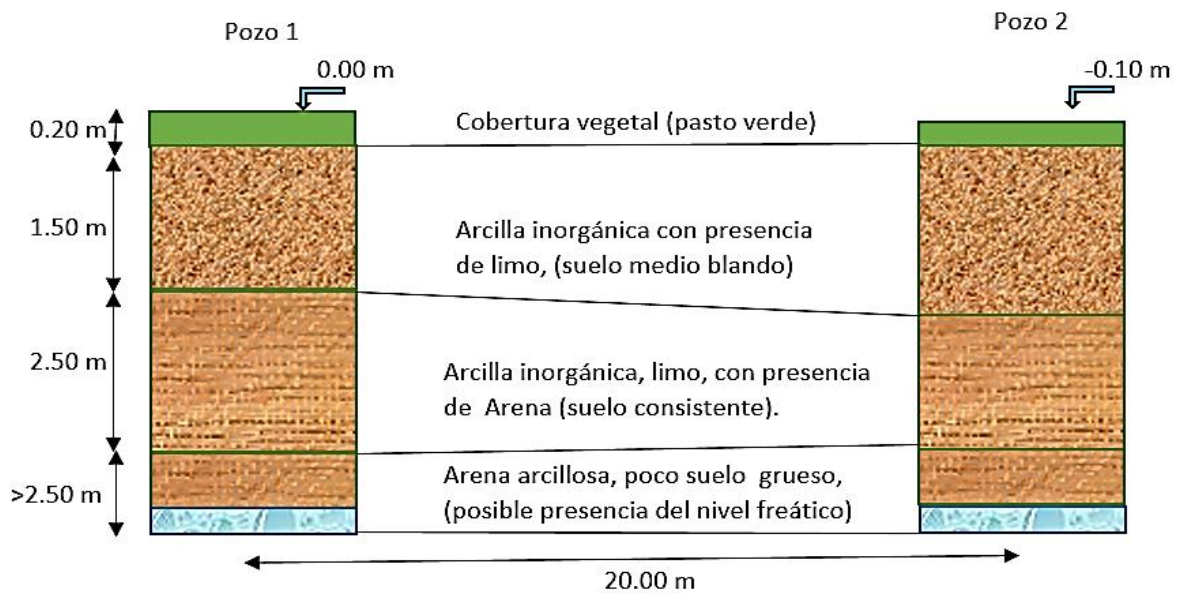 Pozo 1
Pozo 2
0.00 m
-0.10 m
0.20 m
Cobertura vegetal (pasto verde)
1.50 m
Arcilla inorgánica con presencia
de limo, (suelo medio blando)
2.50 m
Arcilla inorgánica, limo, con presencia
de Arena (suelo consistente).
>2.50 m
Arena arcillosa, poco suelo grueso,
(posible presencia del nivel freático)
20.00 m